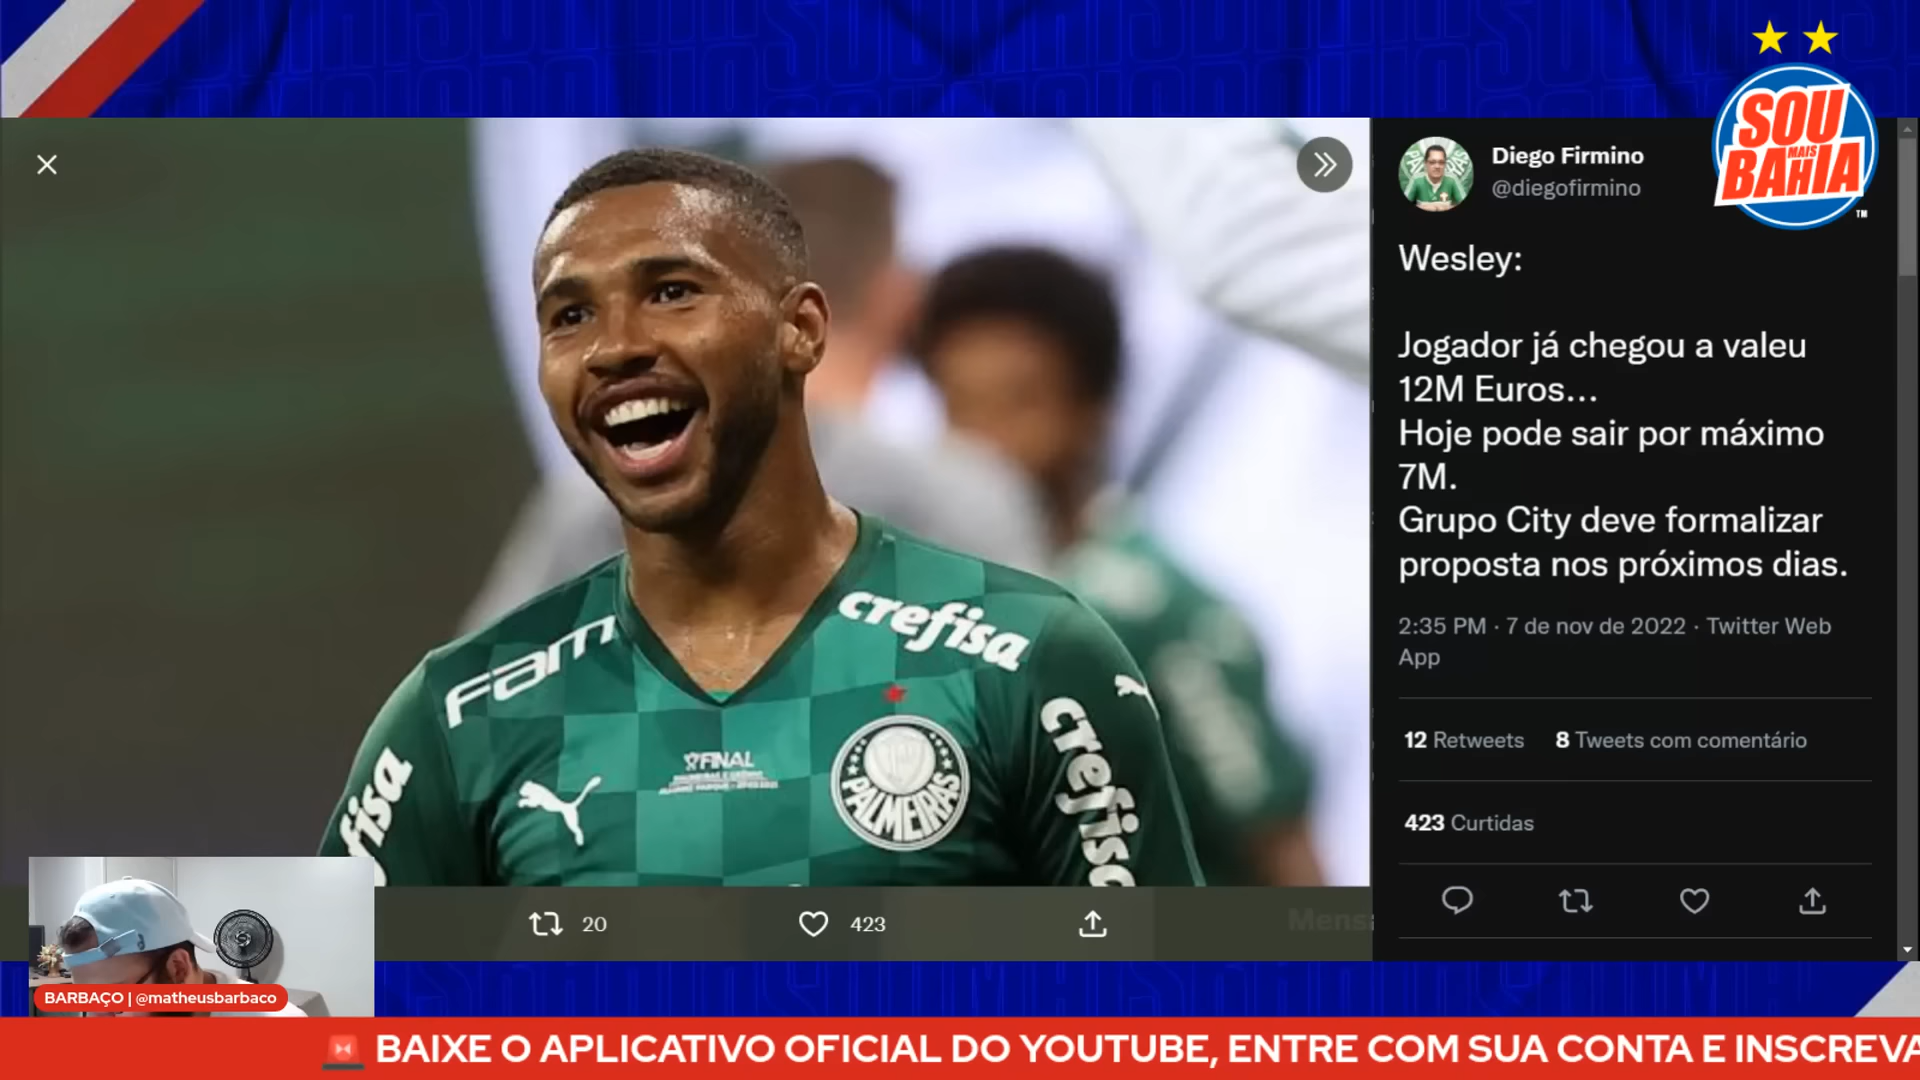 SOU
MAIS
BAHIA
TM
Diego Firmino
@diegofirmino
Wesley:
Jogador já chegou a valeu
12M Euros...
Hoje pode sair por máximo
7M.
Grupo City deve formalizar
proposta nos próximos dias.
2:35 PM · 7 de nov de 2022 · Twitter Web
App
12 Retweets 8 Tweets com comentário
423 Curtidas
Fam
crefisa
FINAL
PALMEIRAS
crefisa
efisa
20
423
Mensa
BARBAÇO | @matheusbarbaco
BAIXE O APLICATIVO OFICIAL DO YOUTUBE, ENTRE COM SUA CONTA E INSCREVA